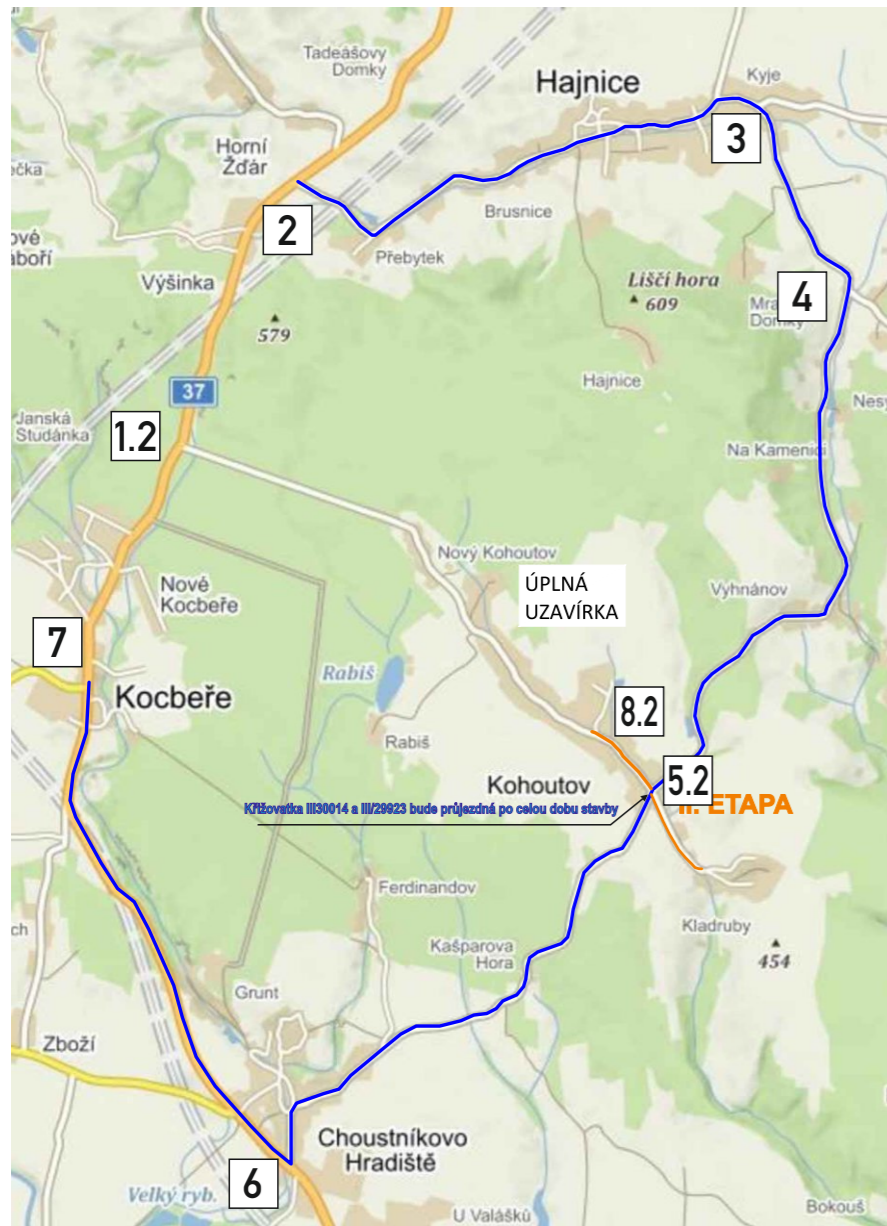 Tadeášovy
Domky
Hajnice
Kyje
Horní
Žďár
3
ečka
2
Brusnice
ové
aboří
Přebytek
Výšinka
Liščí hora
609
4
Mra
Domky
579
Hajnice
37
Janská
Studánka
1.2
Nesy
Na Kamenici
Nový Kohoutov
ÚPLNÁ
UZAVÍRKA
Nové
Kocbeře
Vyhnánov
7
Rabiš
Kocbeře
8.2
Rabiš
Kohoutov
5.2
II. ETAPA
Křižovatka III30014 a III/29923 bude průjezdná po celou dobu stavby
Ferdinandov
Kladruby
ch
Kašparova
Hora
454
Grunt
Zboží
Choustníkovo
Hradiště
6
Velký ryb.
U Valášků
Bokouš